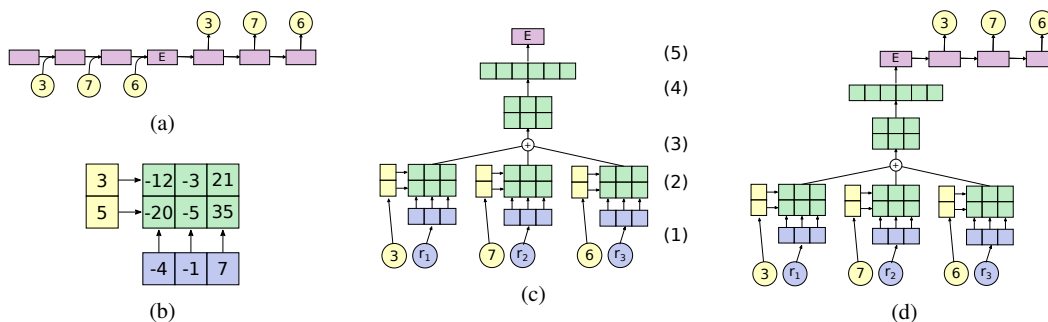 3 7 6
E
3 7 6
(a)
3 -12 -3 21
5 -20 -5 35
-4 -1 7
(b)
E (5)
(4)
+ (3)
(2)
(1)
3 r1 7 r2 6 r3
(c)
3 7 6
E
+
3 r1 7 r2 6 r3
(d)